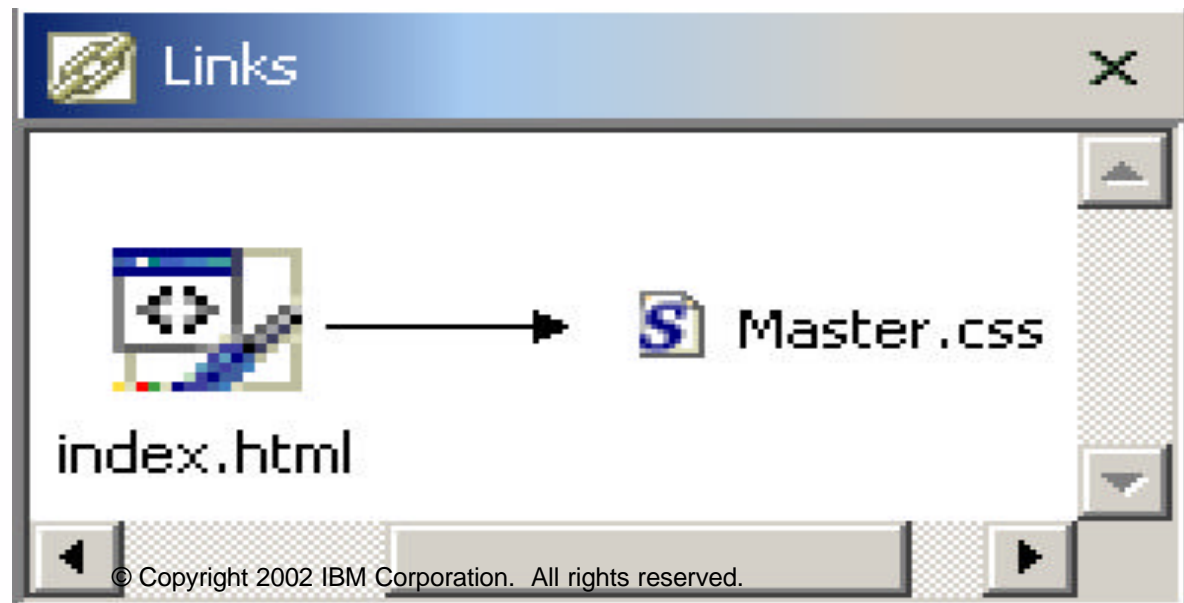 Links
Master.css
index.html
© Copyright 2002 IBM Corporation. All rights reserved.